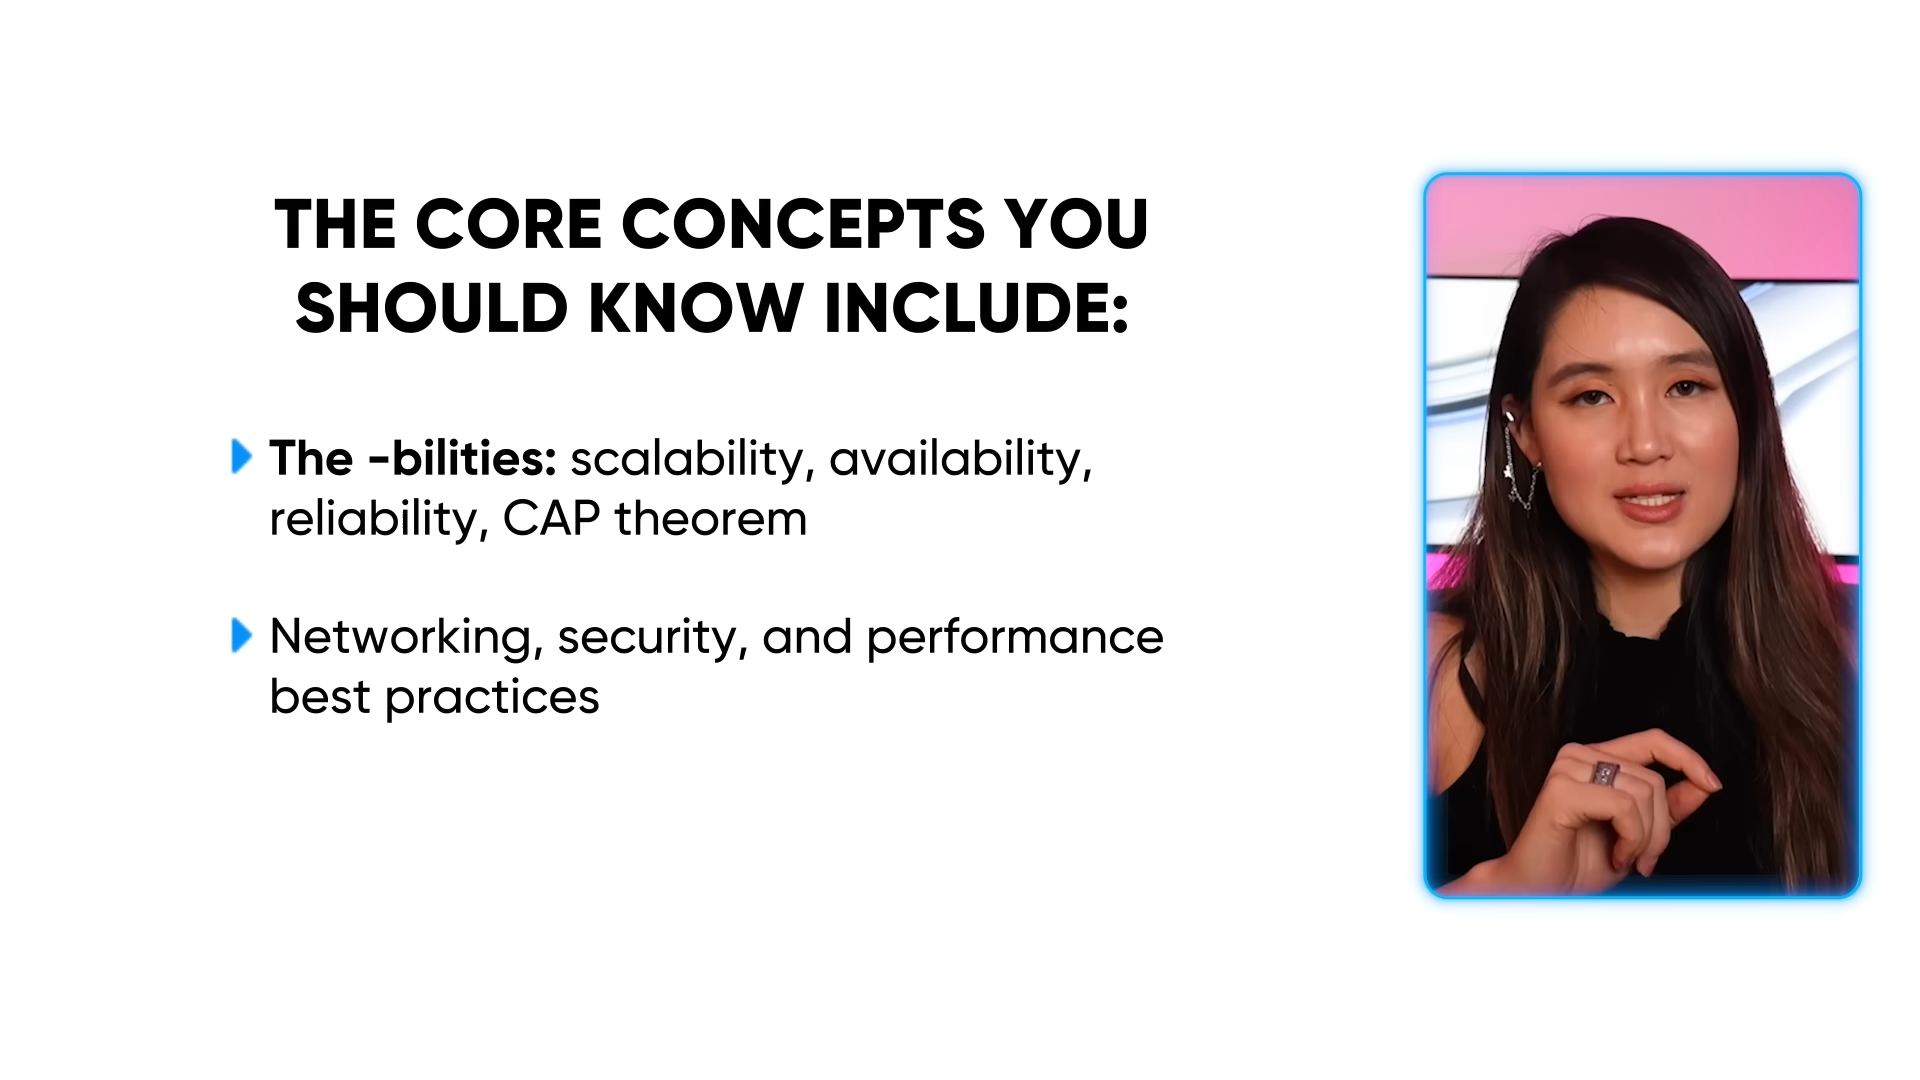 THE CORE CONCEPTS YOU
SHOULD KNOW INCLUDE:
The -bilities: scalability, availability,
reliability, CAP theorem
Networking, security, and performance
best practices